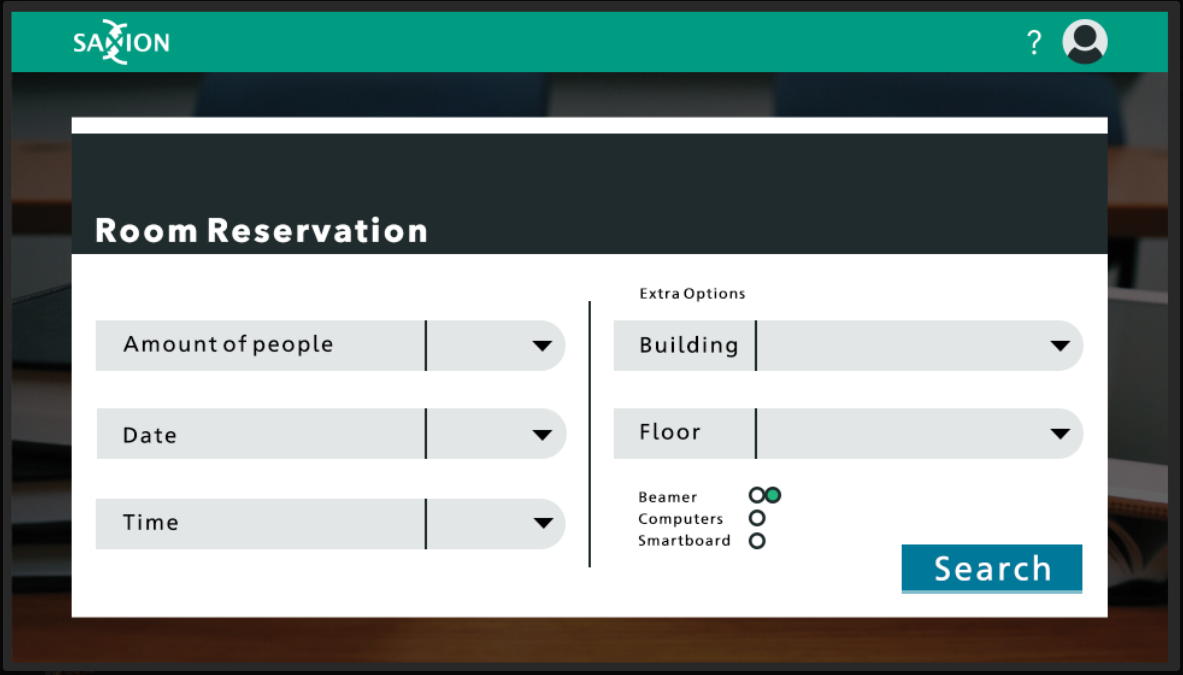 SAXION
?
Room Reservation
Amount of people
Date
Time
Extra Options
Building
Floor
Beamer
Computers
Smartboard
Search